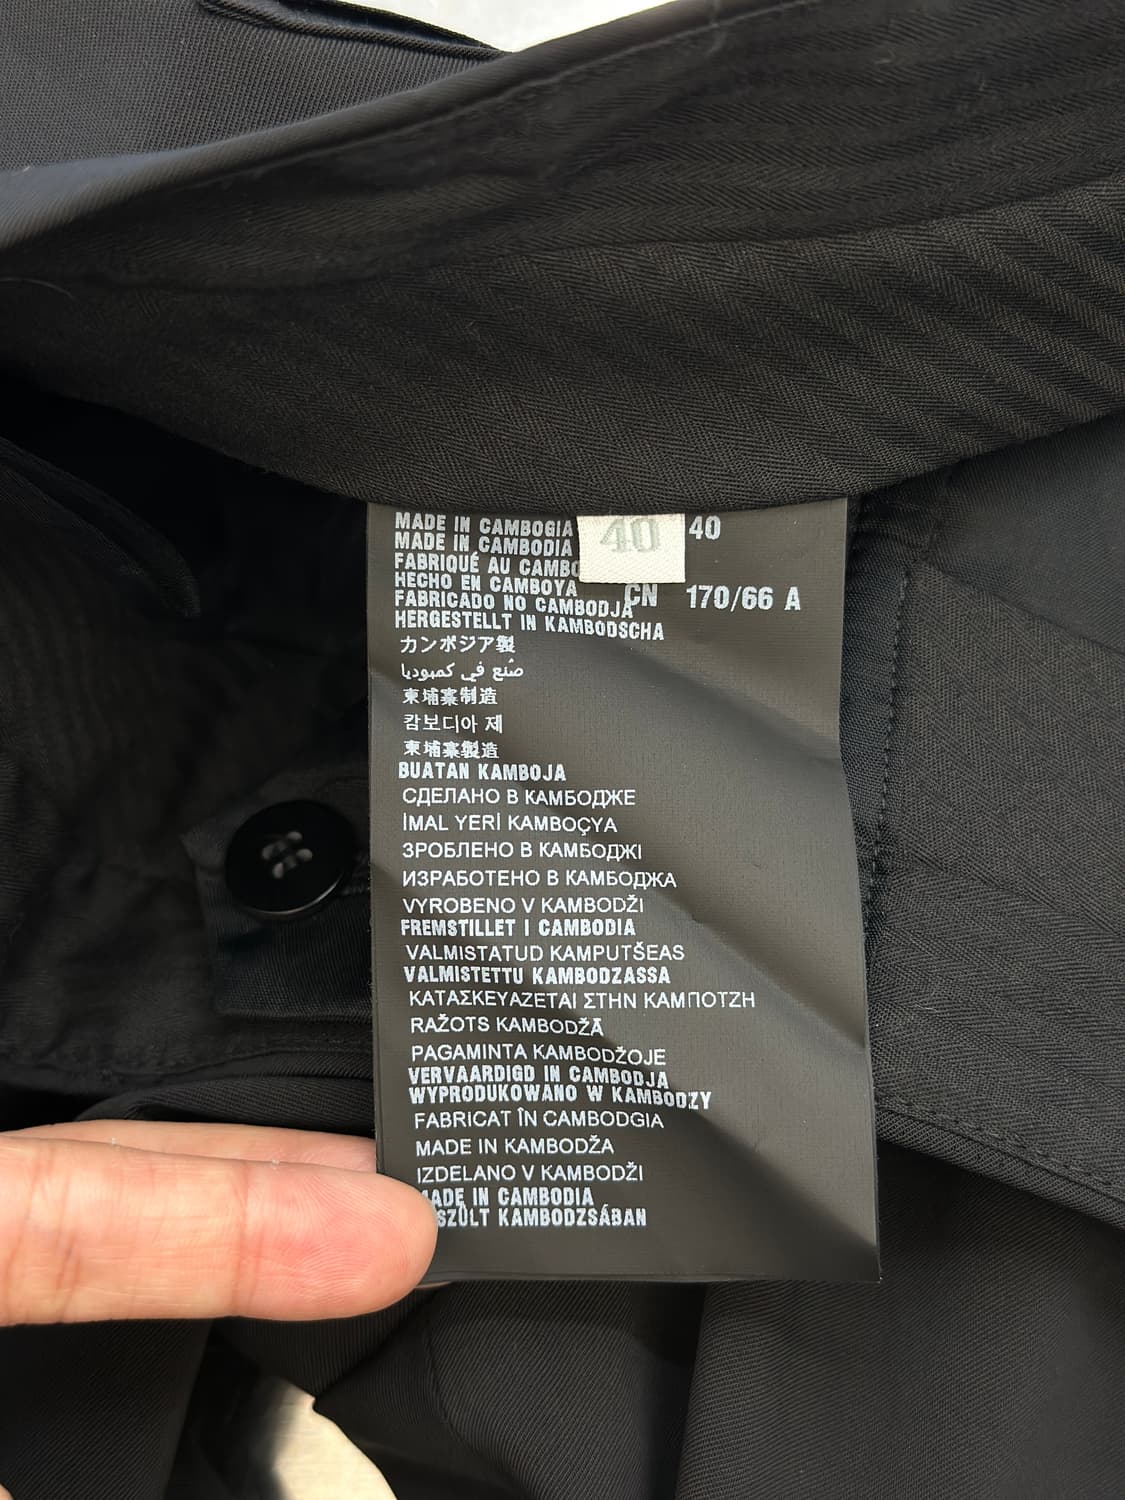 MADE IN CAMBOGIA
40
40
MADE IN CAMBODIA
FABRIQUÉ AU
HECHO EN CAMBOYA
CN 170/66 A
FABRICADO NO CAMBODJA
HERGESTELLT IN KAMBODSCHA
カンボジア製
صُنع في كمبوديا
柬埔寨制造
캄보디아 제
柬埔寨製造
BUATAN KAMBOJA
СДЕЛАНО В КАМБОДЖЕ
İMAL YERİ KAMBOÇYA
ЗРОБЛЕНО В КАМБОДЖІ
ИЗРАБОТЕНО В КАМБОДЖА
VYROBENO V KAMBODŽI
FREMSTILLET I CAMBODIA
VALMISTATUD KAMPUTŠEAS
VALMISTETTU KAMBODZASSA
ΚΑΤΑΣΚΕΥΑΖΕΤΑΙ ΣΤΗΝ ΚΑΜΠΟΤΖΗ
RAŽOTS KAMBODŽĀ
PAGAMINTA KAMBODŽOJE
VERVAARDIGD IN CAMBODJA
WYPRODUKOWANO W KAMBODZY
FABRICAT ÎN CAMBODGIA
MADE IN KAMBODŽA
IZDELANO V KAMBODŽI
MADE IN CAMBODIA
KAMBODZSÁBAN